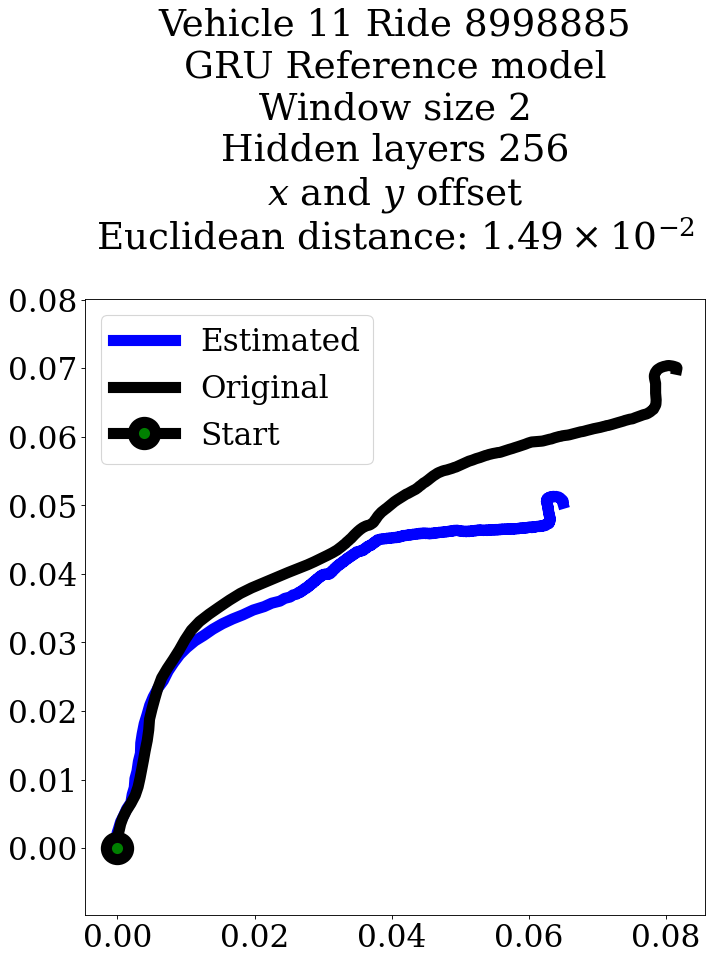 Vehicle 11 Ride 8998885
GRU Reference model
Window size 2
Hidden layers 256
x and y offset
Euclidean distance: 1.49 × 10⁻²
0.08
0.07
0.06
0.05
0.04
0.03
0.02
0.01
0.00
Estimated
Original
Start
0.00 0.02 0.04 0.06 0.08